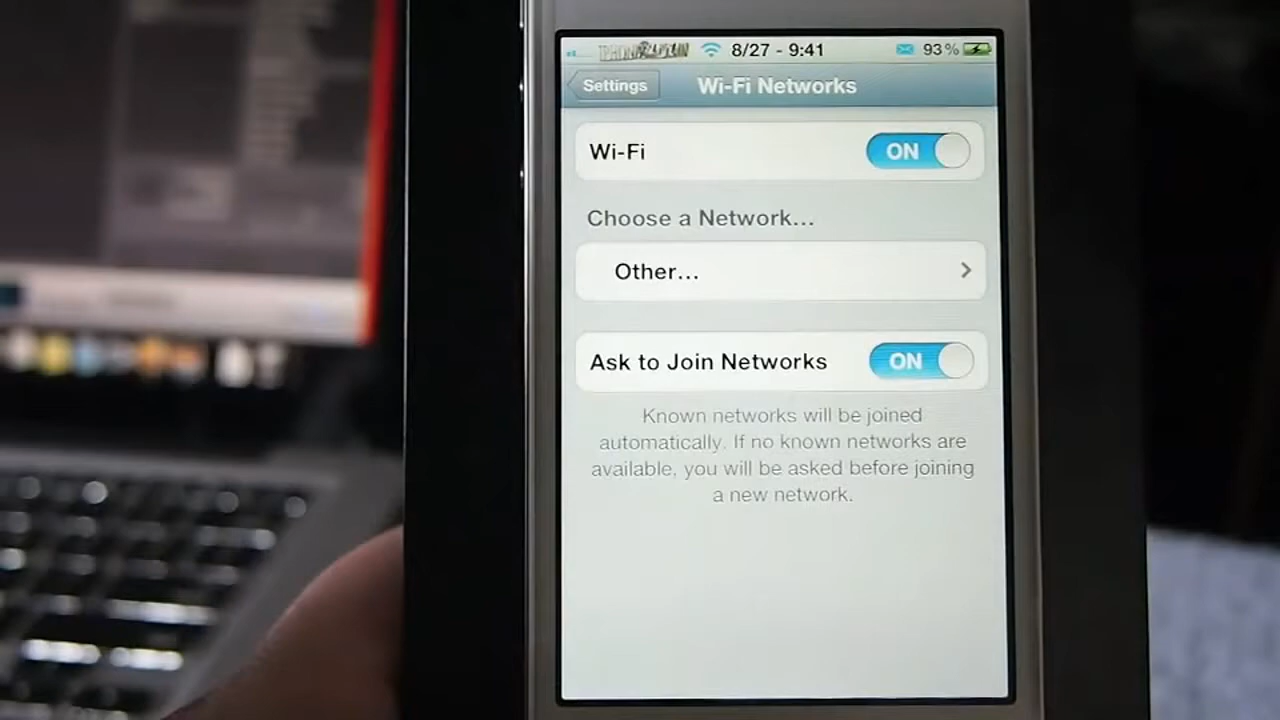 8/27 - 9:41 93%
Settings Wi-Fi Networks
Wi-Fi ON
Choose a Network...
Other...
Ask to Join Networks ON
Known networks will be joined
automatically. If no known networks are
available, you will be asked before joining
a new network.